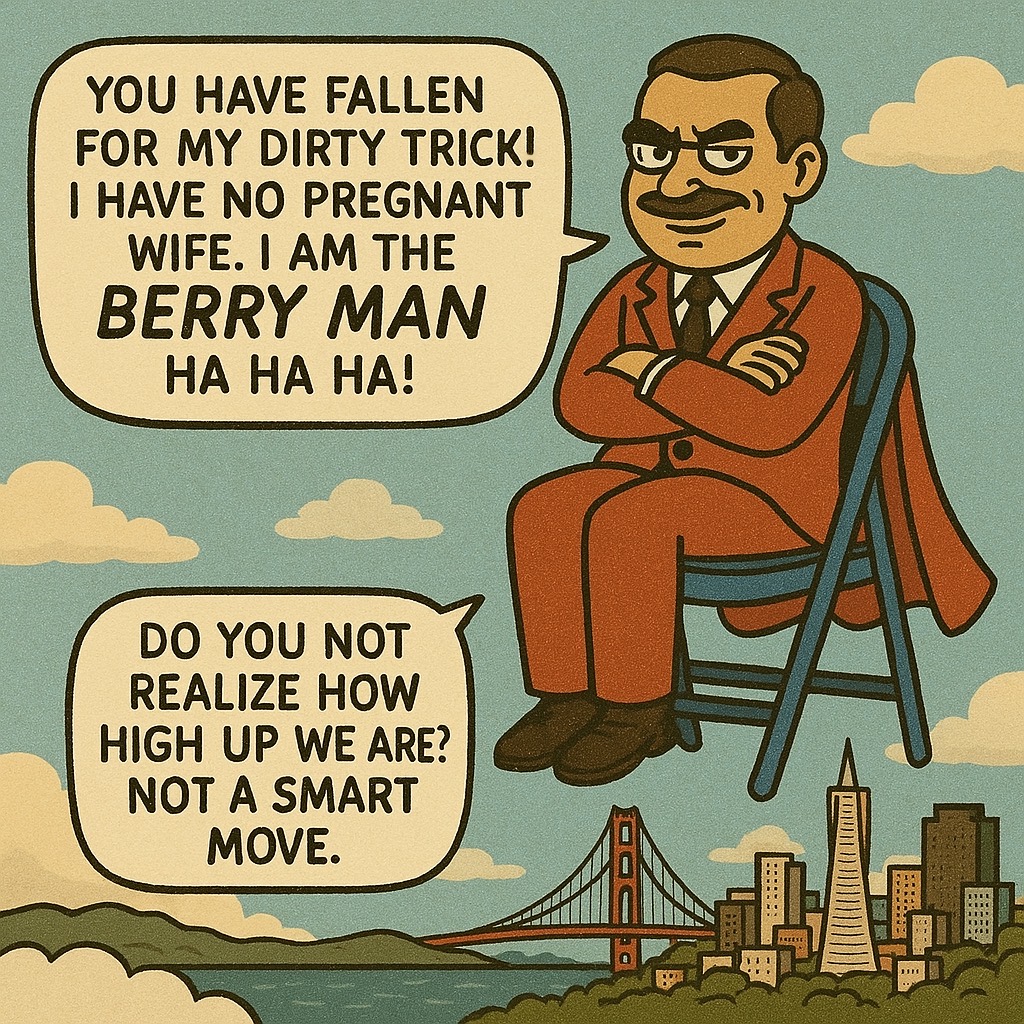 YOU HAVE FALLEN
FOR MY DIRTY TRICK!
I HAVE NO PREGNANT
WIFE. I AM THE
BERRY MAN
HA HA HA!
DO YOU NOT
REALIZE HOW
HIGH UP WE ARE?
NOT A SMART
MOVE.